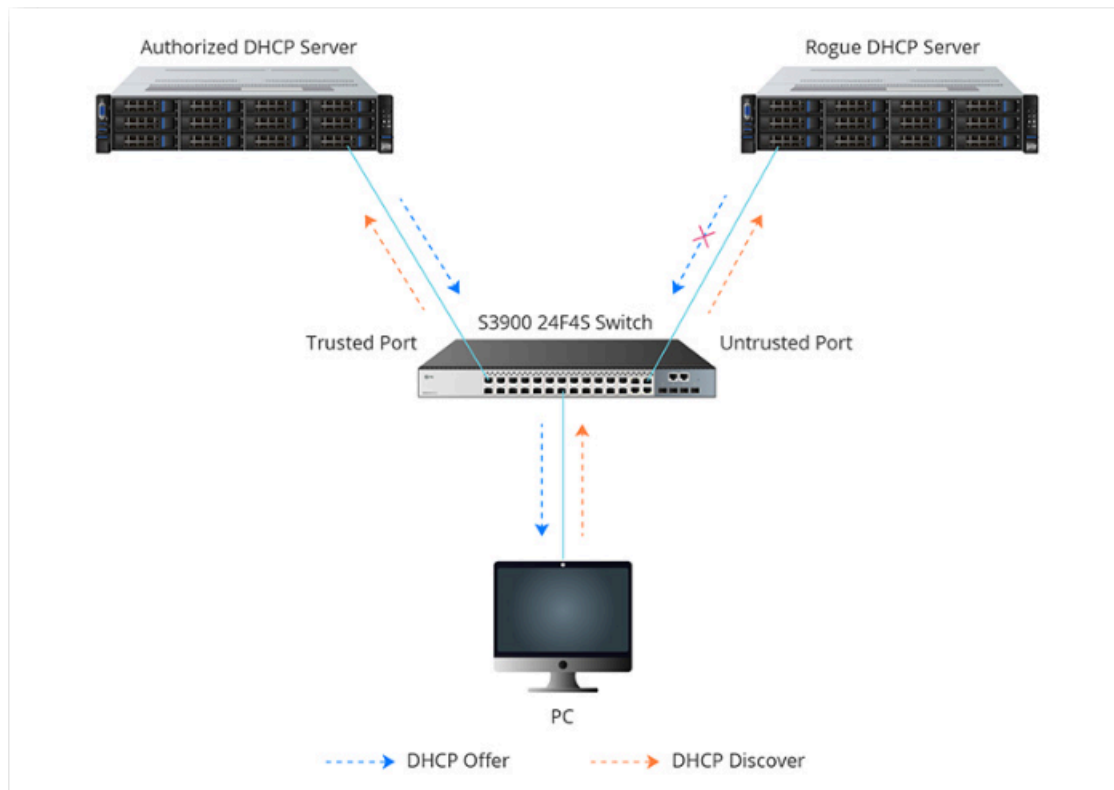 Authorized DHCP Server
Rogue DHCP Server
S3900 24F4S Switch
Trusted Port
Untrusted Port
PC
DHCP Offer
DHCP Discover